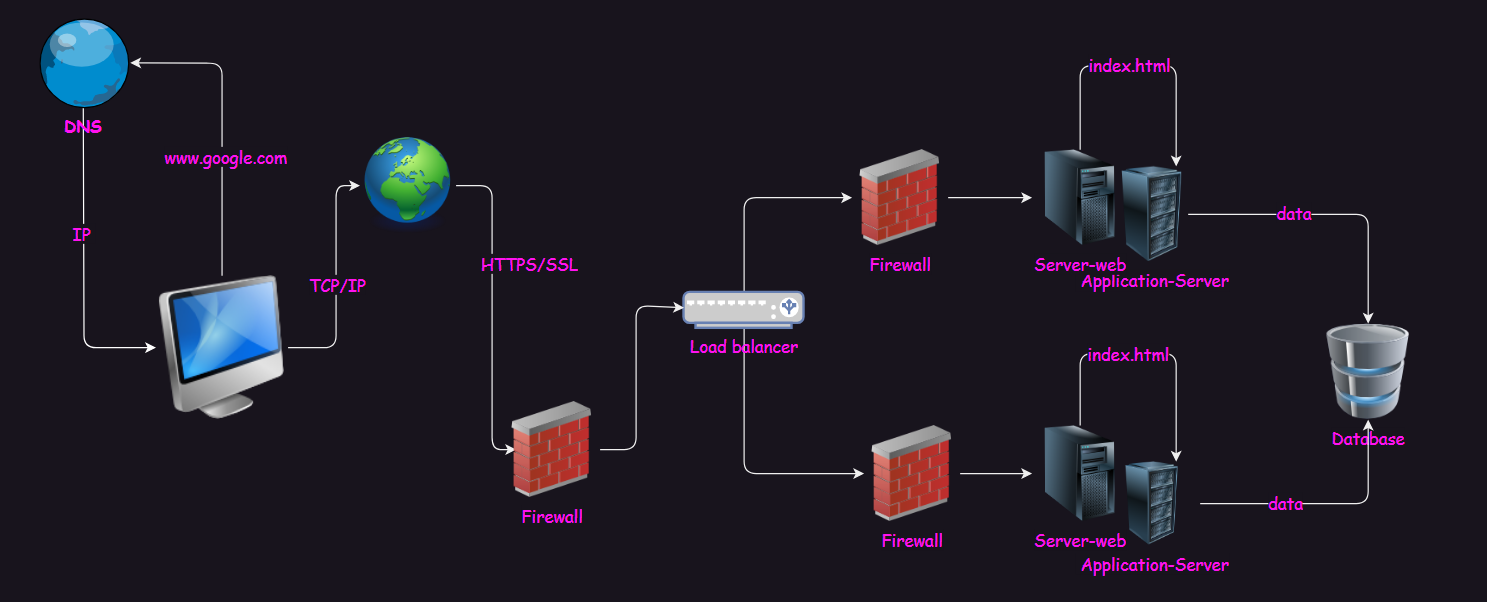 DNS
www.google.com
IP
TCP/IP
HTTPS/SSL
Firewall
Load balancer
Firewall
index.html
Server-web
Application-Server
data
Firewall
index.html
Server-web
Application-Server
data
Database